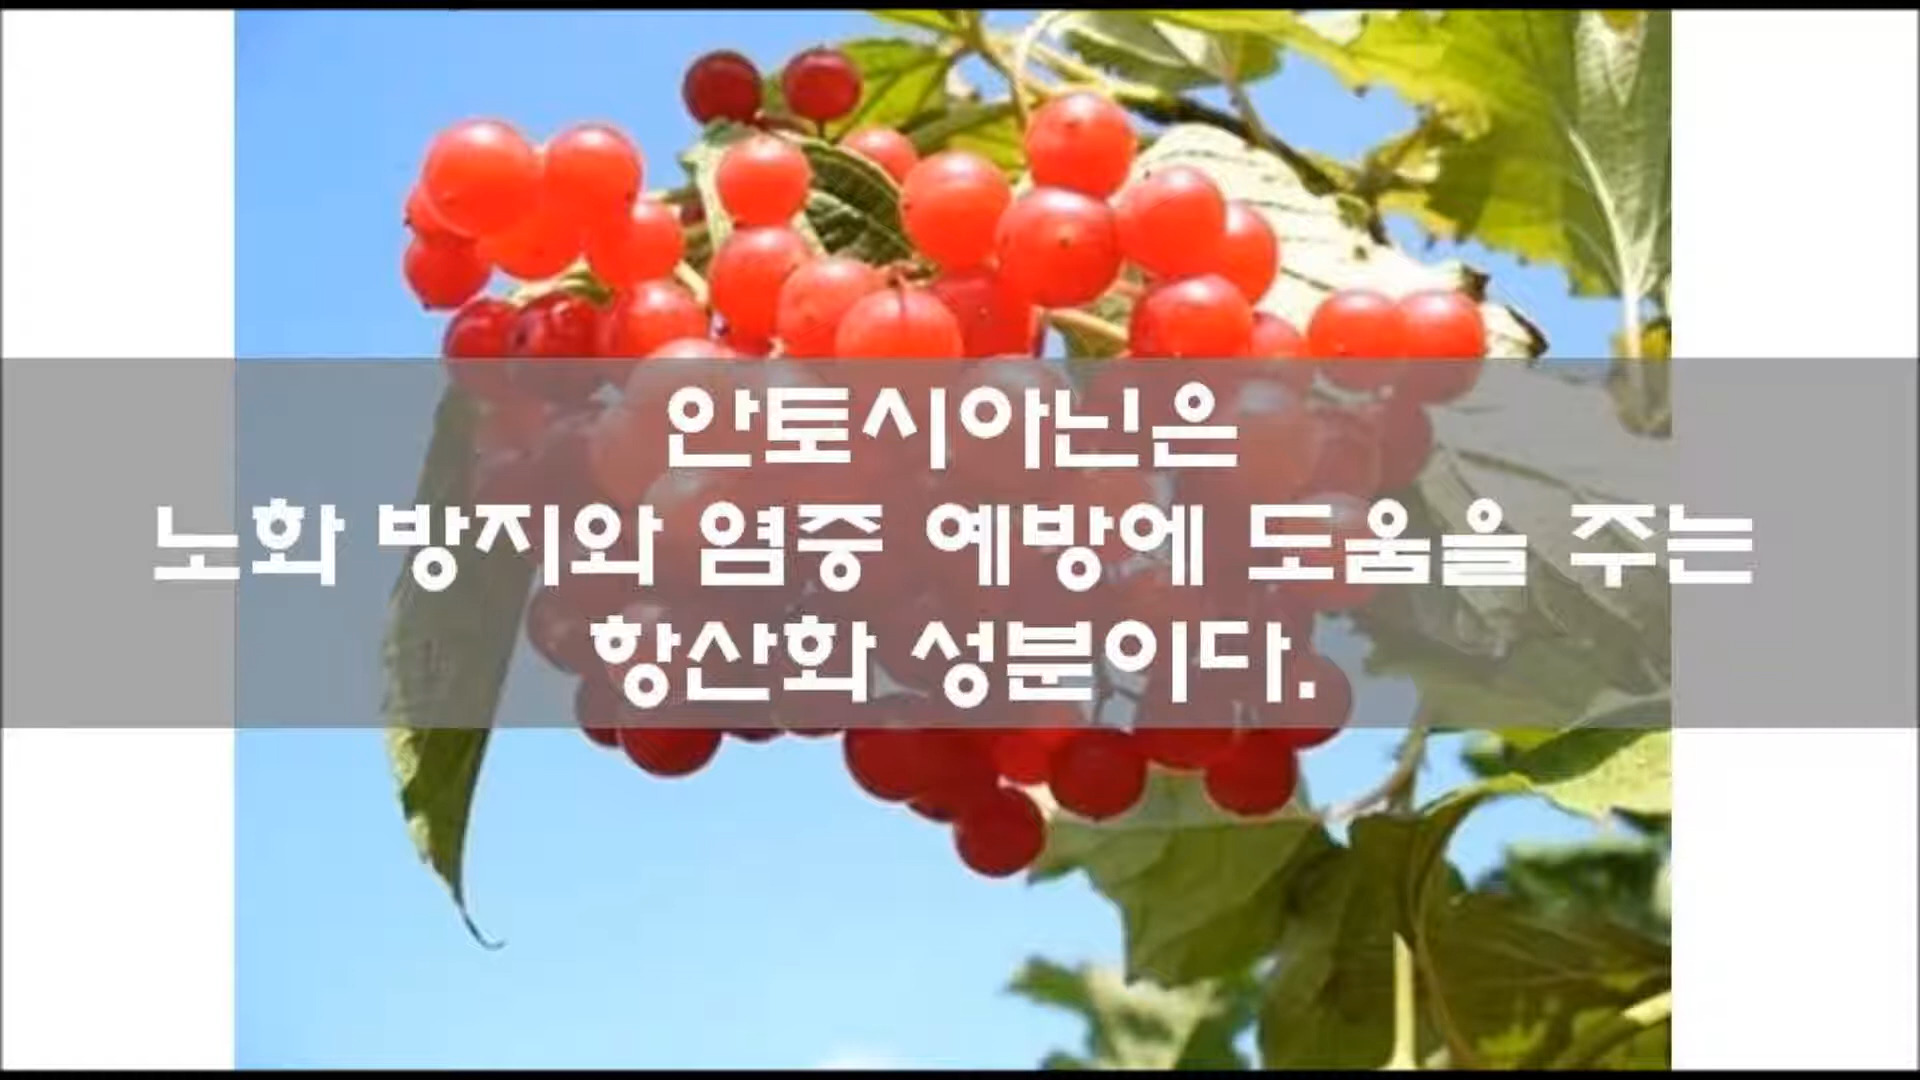 안토시아닌은
노화 방지와 염증 예방에 도움을 주는
항산화 성분이다.